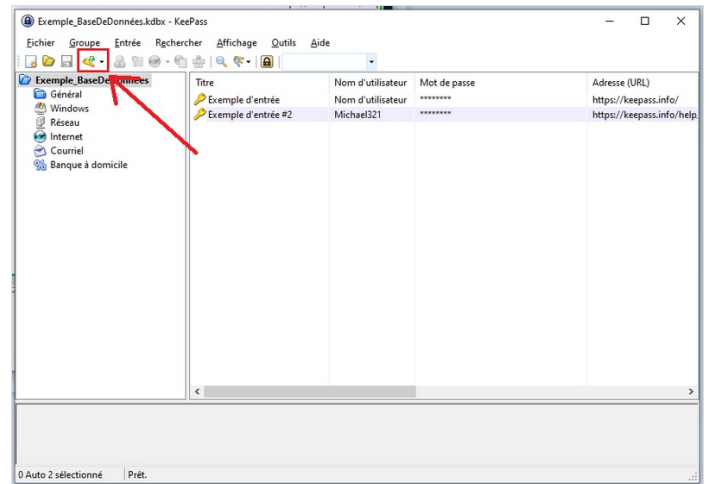 Exemple_BaseDeDonnées.kdbx - KeePass
Fichier Groupe Entrée Rechercher Affichage Outils Aide
Exemple_BaseDeDonnées
Général
Windows
Réseau
Internet
Courriel
Banque à domicile
Titre Nom d'utilisateur Mot de passe Adresse (URL)
Exemple d'entrée Nom d'utilisateur ******** https://keepass.info/
Exemple d'entrée #2 Michael321 ******** https://keepass.info/help,
0 Auto 2 sélectionné Prêt.